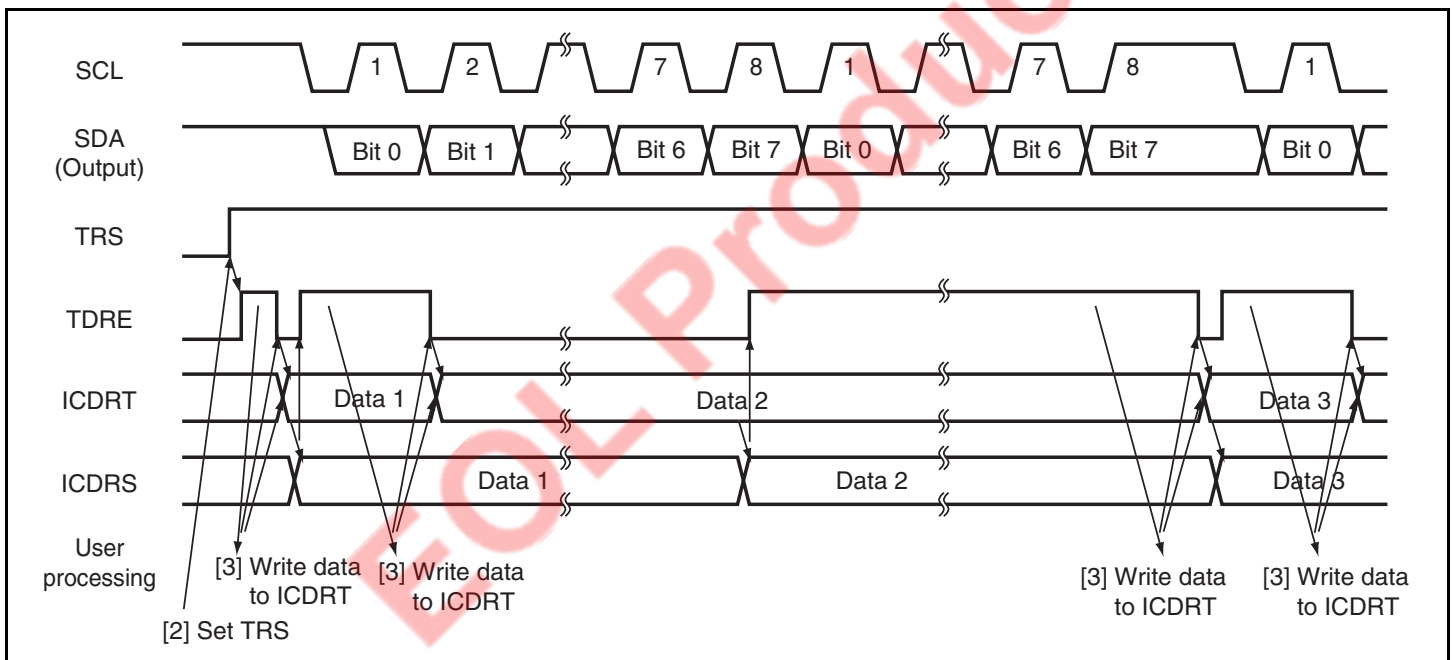 SCL
1
2
7
8
1
7
8
1
SDA
(Output)
Bit 0
Bit 1
Bit 6
Bit 7
Bit 0
Bit 6
Bit 7
Bit 0
TRS
TDRE
ICDRT
Data 1
Data 2
Data 3
ICDRS
Data 1
Data 2
Data 3
User
processing
[3] Write data
to ICDRT
[3] Write data
to ICDRT
[3] Write data
to ICDRT
[3] Write data
to ICDRT
[2] Set TRS
EOL Produc